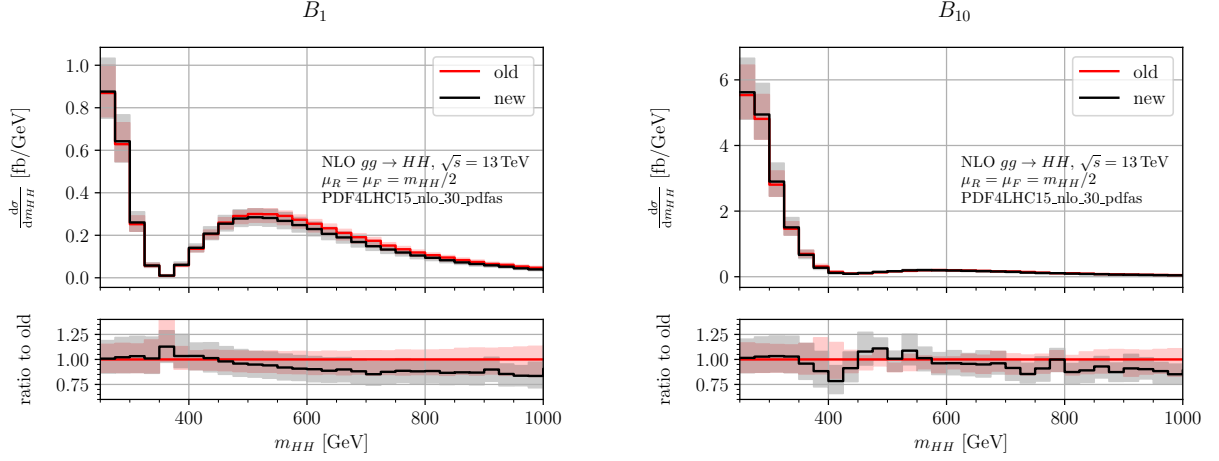 B₁
1.0
0.8
0.6
0.4
0.2
0.0
dσ/dm_HH [fb/GeV]
old
new
NLO gg → HH, √s = 13 TeV
μ_R = μ_F = m_HH/2
PDF4LHC15_nlo_30_pdfas
1.25
1.00
0.75
ratio to old
400 600 800 1000
m_HH [GeV]
B₁₀
6
4
2
0
dσ/dm_HH [fb/GeV]
old
new
NLO gg → HH, √s = 13 TeV
μ_R = μ_F = m_HH/2
PDF4LHC15_nlo_30_pdfas
1.25
1.00
0.75
ratio to old
400 600 800 1000
m_HH [GeV]